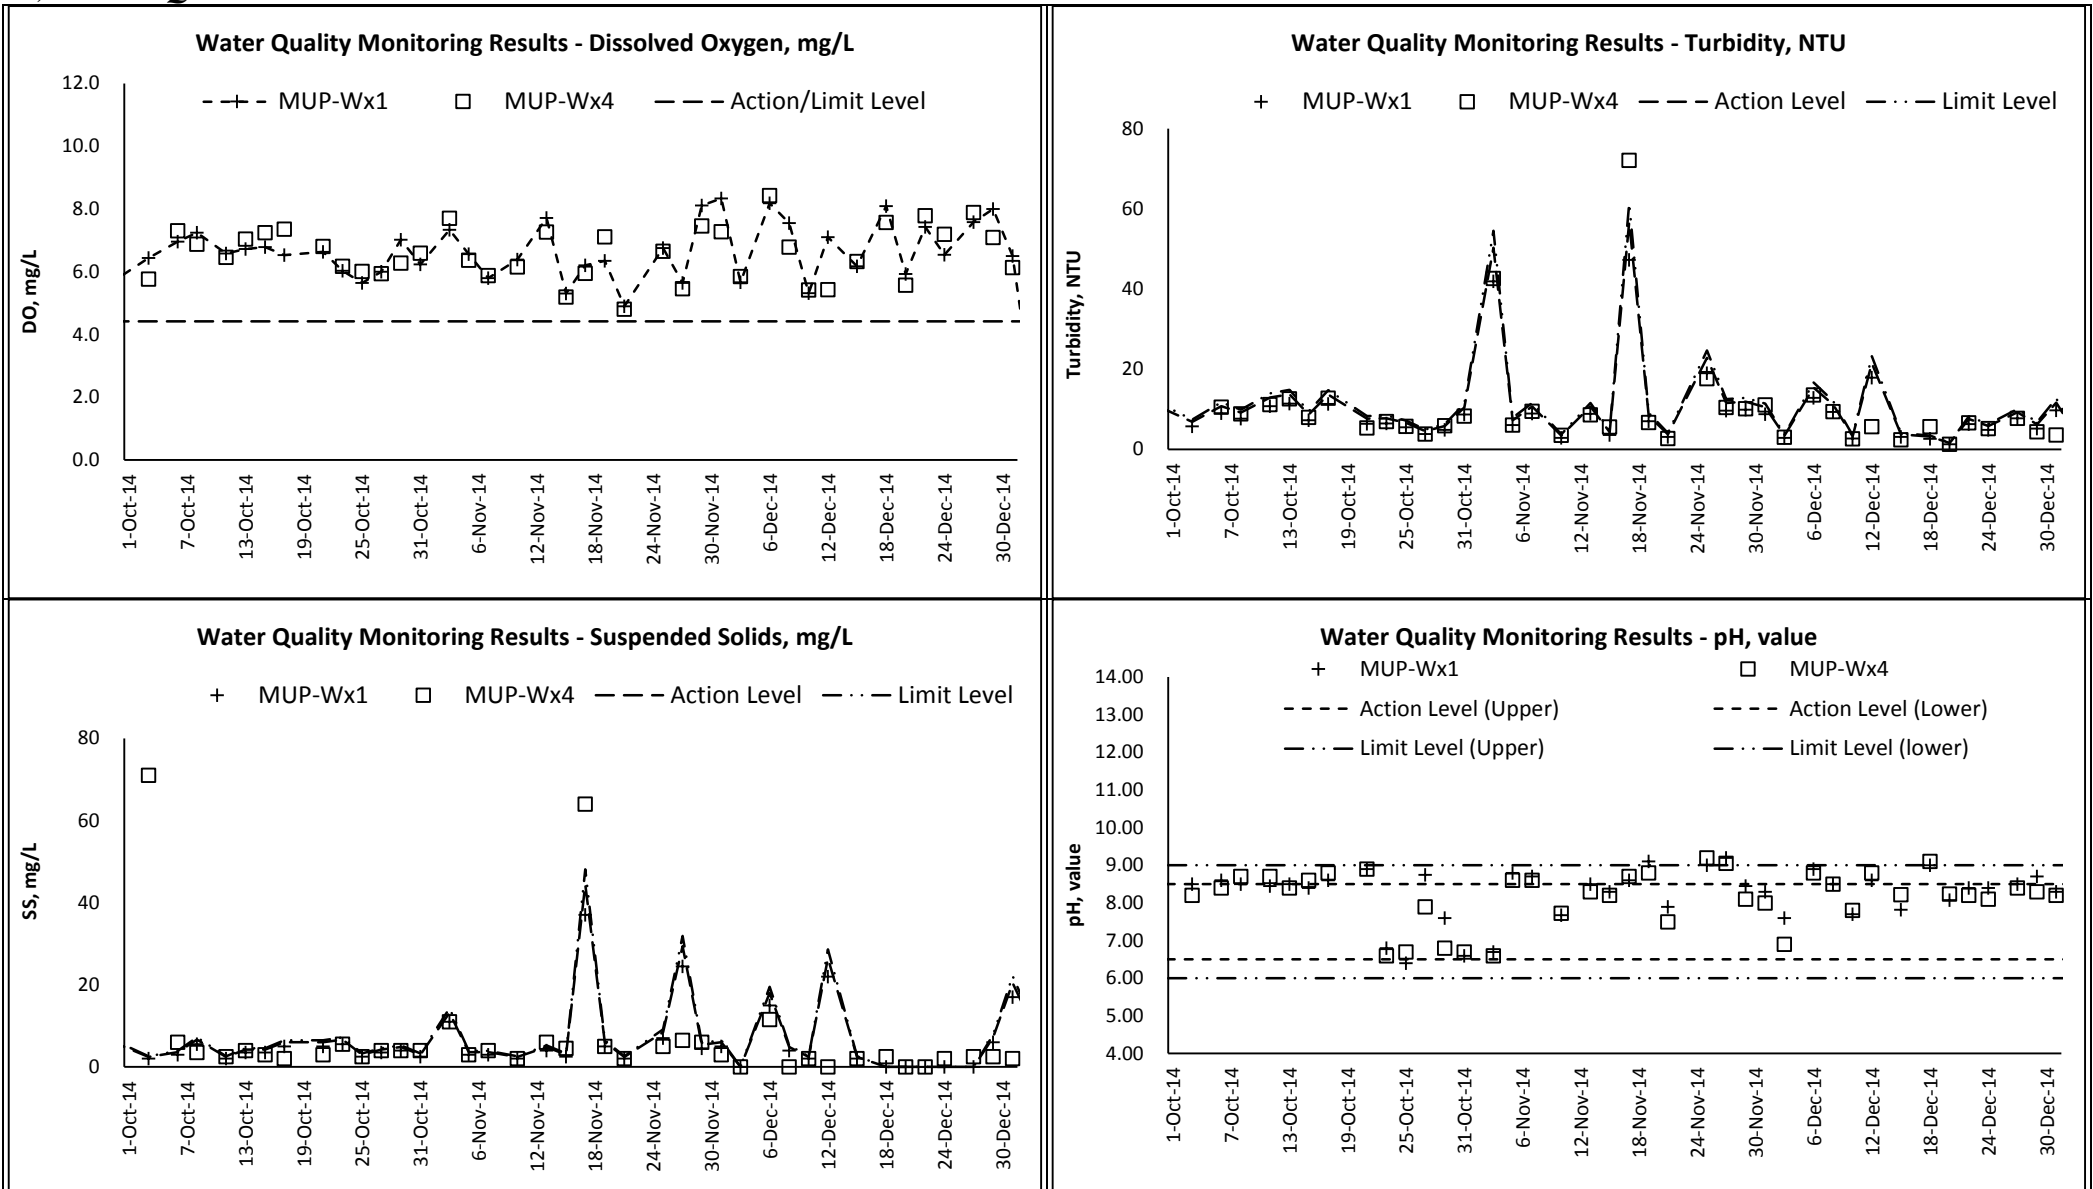 Water Quality Monitoring Results - Dissolved Oxygen, mg/L
MUP-Wx1 MUP-Wx4 Action/Limit Level
DO, mg/L
12.0
10.0
8.0
6.0
4.0
2.0
0.0
1-Oct-14 7-Oct-14 13-Oct-14 19-Oct-14 25-Oct-14 31-Oct-14 6-Nov-14 12-Nov-14 18-Nov-14 24-Nov-14 30-Nov-14 6-Dec-14 12-Dec-14 18-Dec-14 24-Dec-14 30-Dec-14
Water Quality Monitoring Results - Turbidity, NTU
MUP-Wx1 MUP-Wx4 Action Level Limit Level
Turbidity, NTU
80
60
40
20
0
1-Oct-14 7-Oct-14 13-Oct-14 19-Oct-14 25-Oct-14 31-Oct-14 6-Nov-14 12-Nov-14 18-Nov-14 24-Nov-14 30-Nov-14 6-Dec-14 12-Dec-14 18-Dec-14 24-Dec-14 30-Dec-14
Water Quality Monitoring Results - Suspended Solids, mg/L
MUP-Wx1 MUP-Wx4 Action Level Limit Level
SS, mg/L
80
60
40
20
0
1-Oct-14 7-Oct-14 13-Oct-14 19-Oct-14 25-Oct-14 31-Oct-14 6-Nov-14 12-Nov-14 18-Nov-14 24-Nov-14 30-Nov-14 6-Dec-14 12-Dec-14 18-Dec-14 24-Dec-14 30-Dec-14
Water Quality Monitoring Results - pH, value
MUP-Wx1 MUP-Wx4
Action Level (Upper) Action Level (Lower)
Limit Level (Upper) Limit Level (lower)
pH, value
14.00
13.00
12.00
11.00
10.00
9.00
8.00
7.00
6.00
5.00
4.00
1-Oct-14 7-Oct-14 13-Oct-14 19-Oct-14 25-Oct-14 31-Oct-14 6-Nov-14 12-Nov-14 18-Nov-14 24-Nov-14 30-Nov-14 6-Dec-14 12-Dec-14 18-Dec-14 24-Dec-14 30-Dec-14